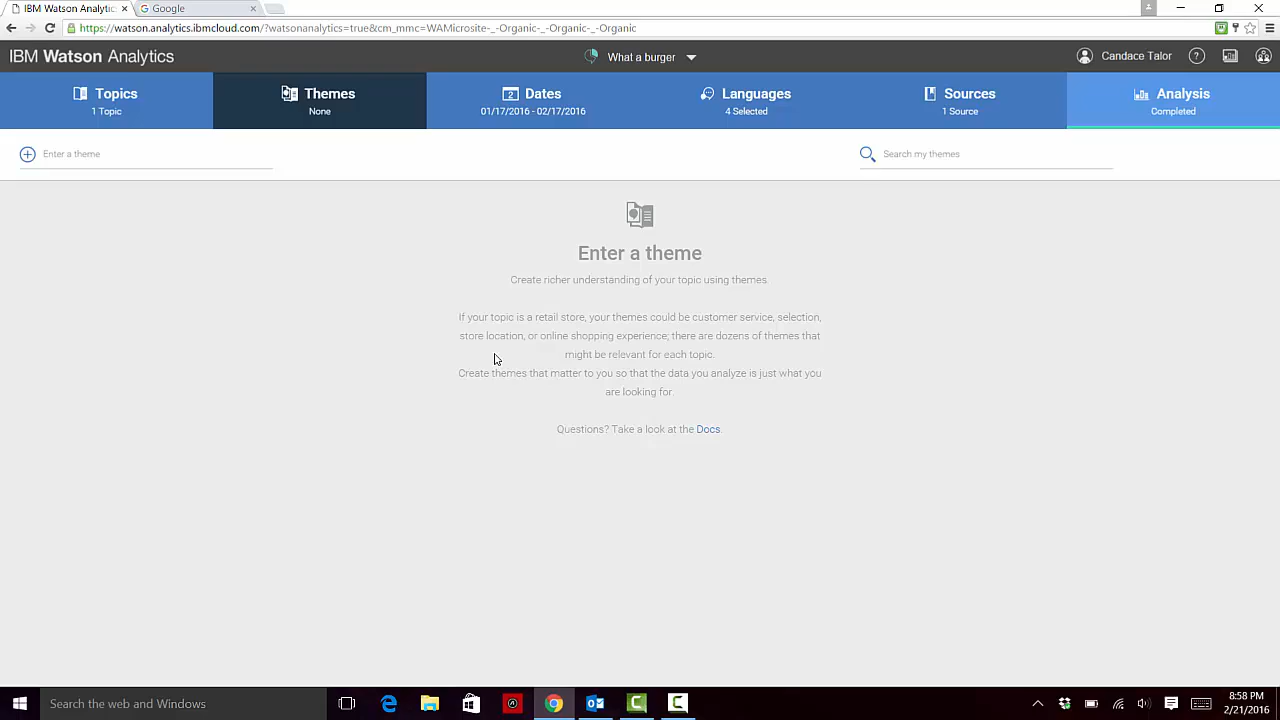 IBM Watson Analytic
Google
https://watson.analytics.ibmcloud.com/?watsonanalytics=true&cm_mmc=WAMicrosite-_-Organic-_-Organic-_-Organic
IBM Watson Analytics
What a burger
Candace Talor
Topics
1 Topic
Themes
None
2
Dates
01/17/2016 - 02/17/2016
Languages
4 Selected
Sources
1 Source
Analysis
Completed
Enter a theme
Search my themes
Enter a theme
Create richer understanding of your topic using themes.
If your topic is a retail store, your themes could be customer service, selection,
store location, or online shopping experience; there are dozens of themes that
might be relevant for each topic.
Create themes that matter to you so that the data you analyze is just what you
are looking for.
Questions? Take a look at the Docs.
Search the web and Windows
8:58 PM
2/21/2016